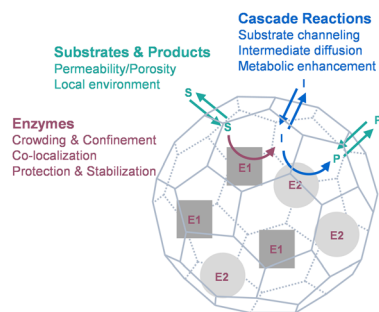 Cascade Reactions
Substrate channeling
Intermediate diffusion
Metabolic enhancement
Substrates & Products
Permeability/Porosity
Local environment
Enzymes
Crowding & Confinement
Co-localization
Protection & Stabilization
S
S
I
I
P
P
E1
E2
E1
E2
E1
E2